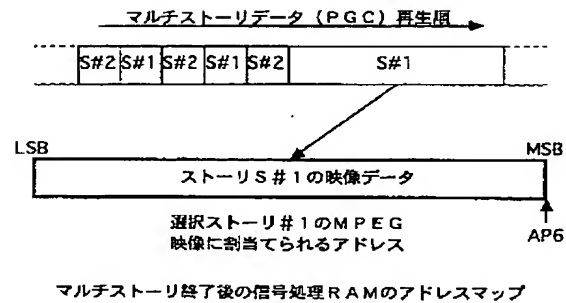 マルチストーリデータ（PGC）再生順
S#2 S#1 S#2 S#1 S#2 S#1
LSB MSB
ストーリS#1の映像データ
選択ストーリ#1のMPEG
映像に割当てられるアドレス
AP6
マルチストーリ終了後の信号処理RAMのアドレスマップ